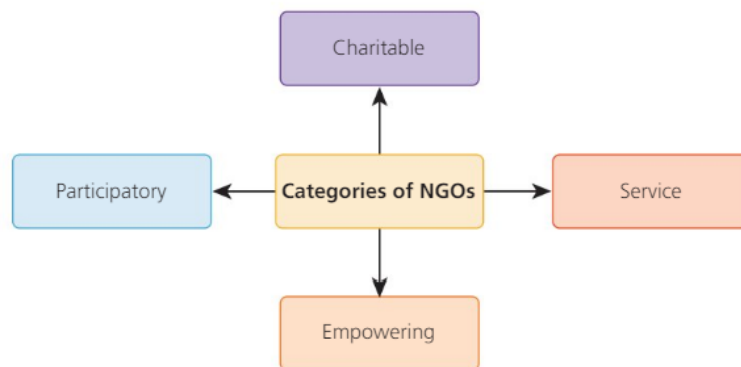 Charitable
Participatory
Categories of NGOs
Service
Empowering